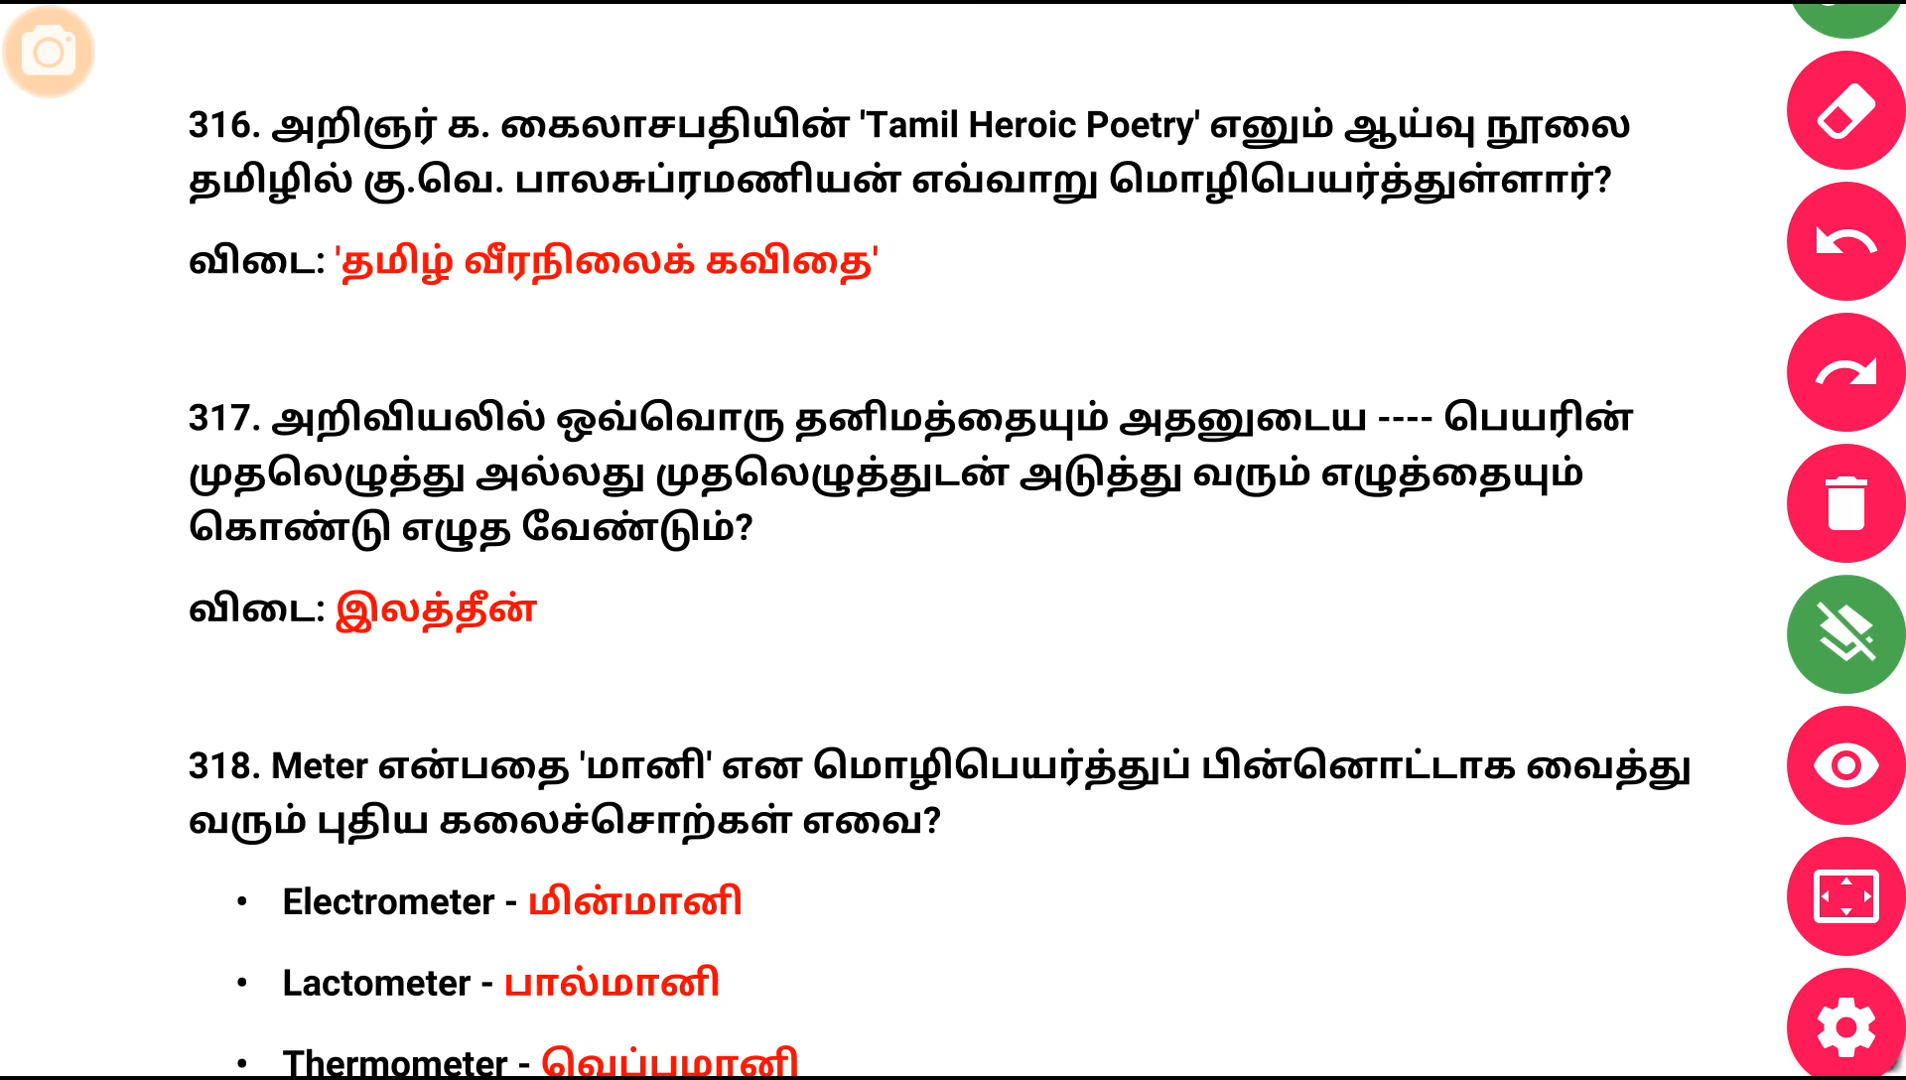 316. அறிஞர் க. கைலாசபதியின் 'Tamil Heroic Poetry' எனும் ஆய்வு நூலை
தமிழில் கு.வெ. பாலசுப்ரமணியன் எவ்வாறு மொழிபெயர்த்துள்ளார்?
விடை: 'தமிழ் வீரநிலைக் கவிதை'
317. அறிவியலில் ஒவ்வொரு தனிமத்தையும் அதனுடைய ---- பெயரின்
முதலெழுத்து அல்லது முதலெழுத்துடன் அடுத்து வரும் எழுத்தையும்
கொண்டு எழுத வேண்டும்?
விடை: இலத்தீன்
318. Meter என்பதை 'மானி' என மொழிபெயர்த்துப் பின்னொட்டாக வைத்து
வரும் புதிய கலைச்சொற்கள் எவை?
• Electrometer - மின்மானி
• Lactometer - பால்மானி
• Thermometer - வெப்பமானி